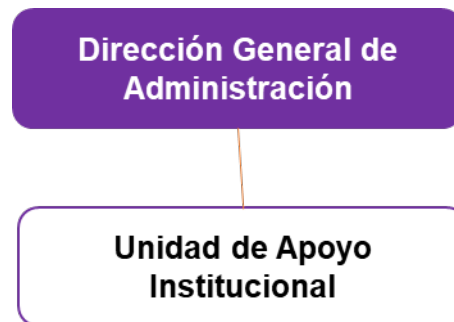 Dirección General de
Administración
Unidad de Apoyo
Institucional